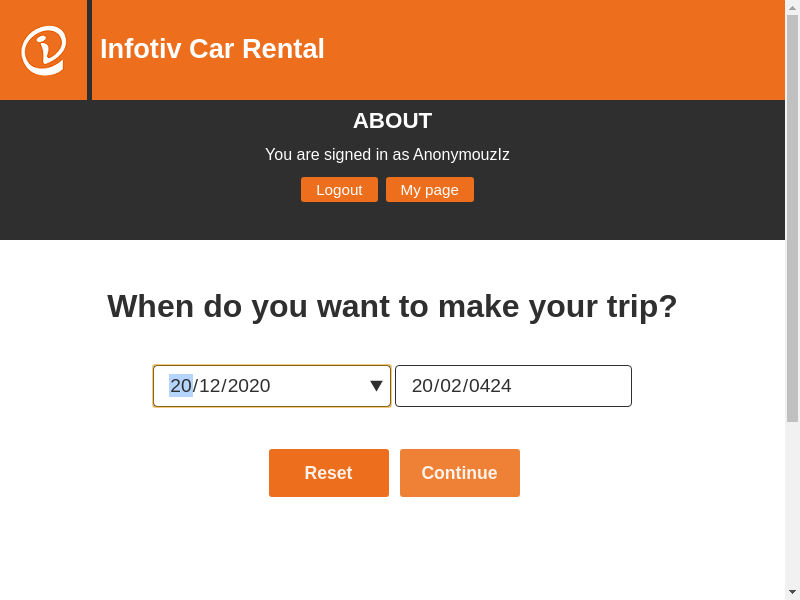 Infotiv Car Rental
ABOUT
You are signed in as AnonymouzIz
Logout My page
When do you want to make your trip?
20/12/2020 20/02/0424
Reset Continue